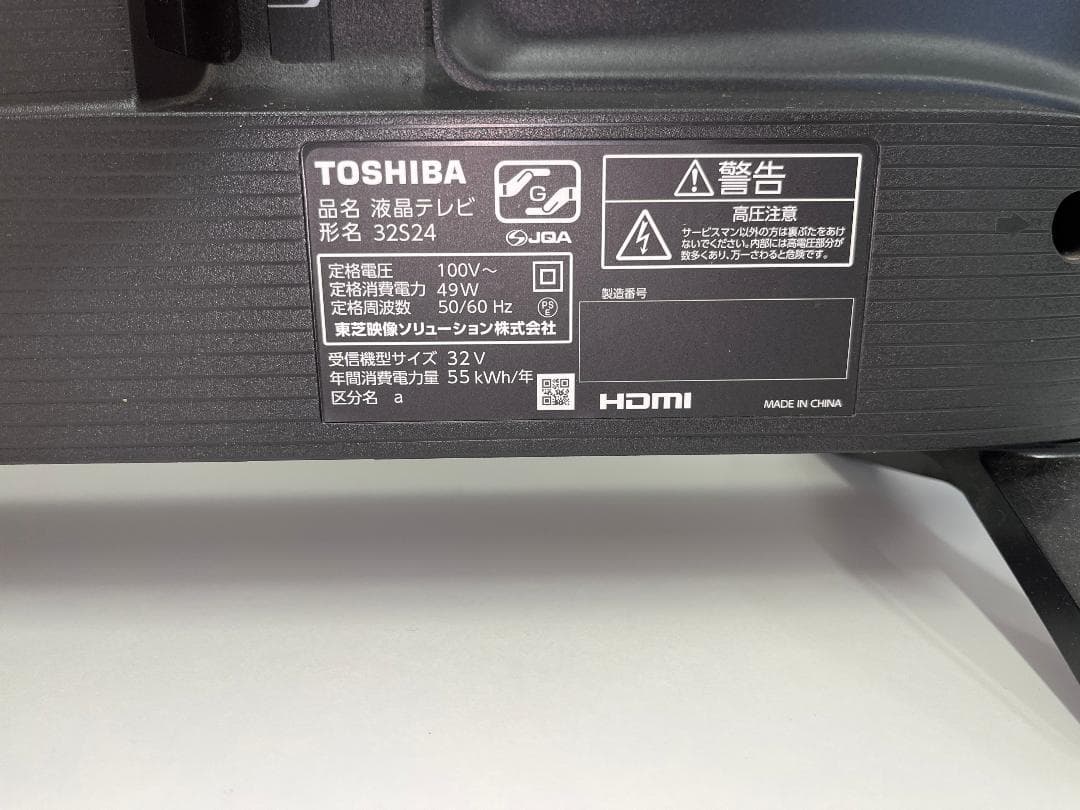 TOSHIBA
品名 液晶テレビ
形名 32S24
G
JQA
定格電圧 100V～
定格消費電力 49W
定格周波数 50/60 Hz
PS
E
東芝映像ソリューション株式会社
受信機型サイズ 32V
年間消費電力量 55 kWh/年
区分名 a
警告
高圧注意
サービスマン以外の方は裏ぶたをあけ
ないでください。内部には高電圧部分が
数多くあり、万一さわると危険です。
製造番号
HDMI
MADE IN CHINA